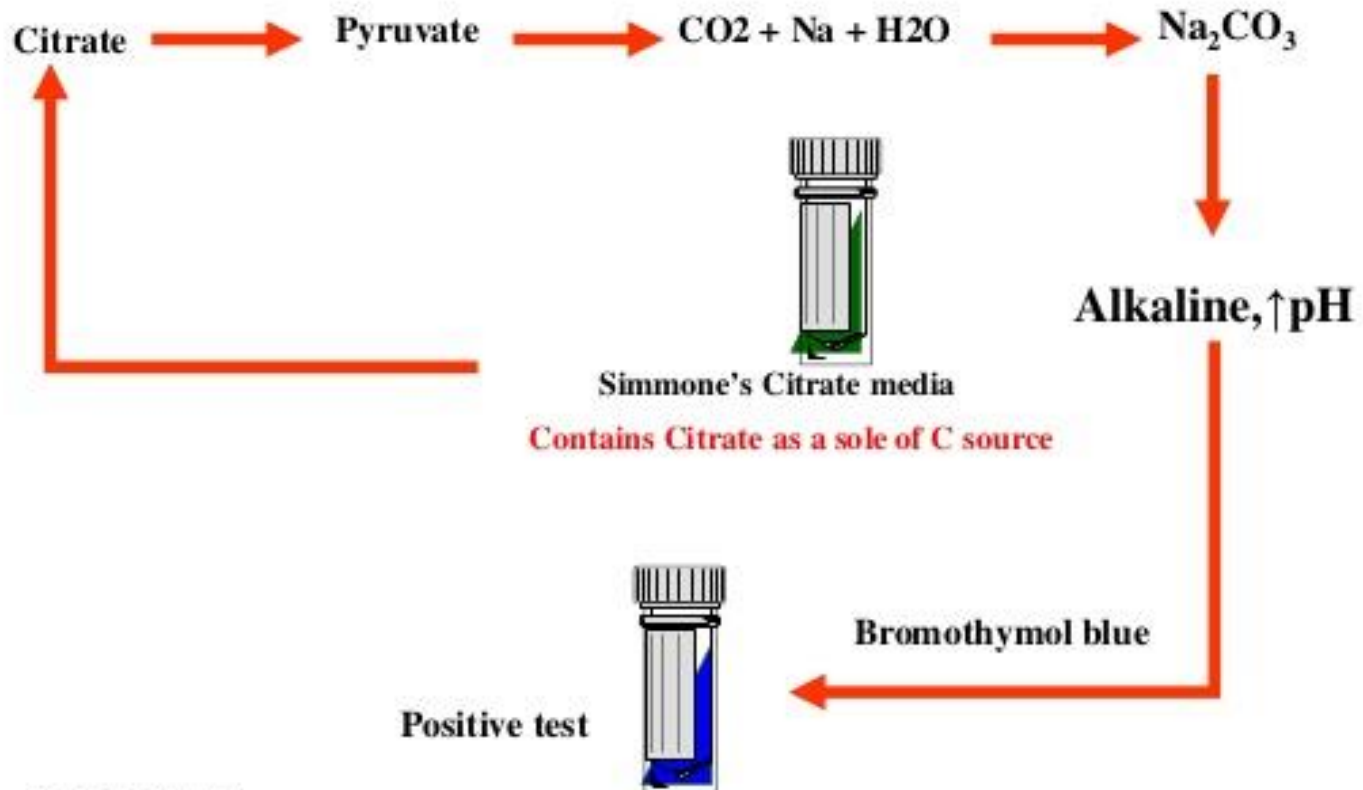 Citrate
Pyruvate
CO2 + Na + H2O
Na₂CO₃
Alkaline,↑pH
Simmone's Citrate media
Contains Citrate as a sole of C source
Bromothymol blue
Positive test